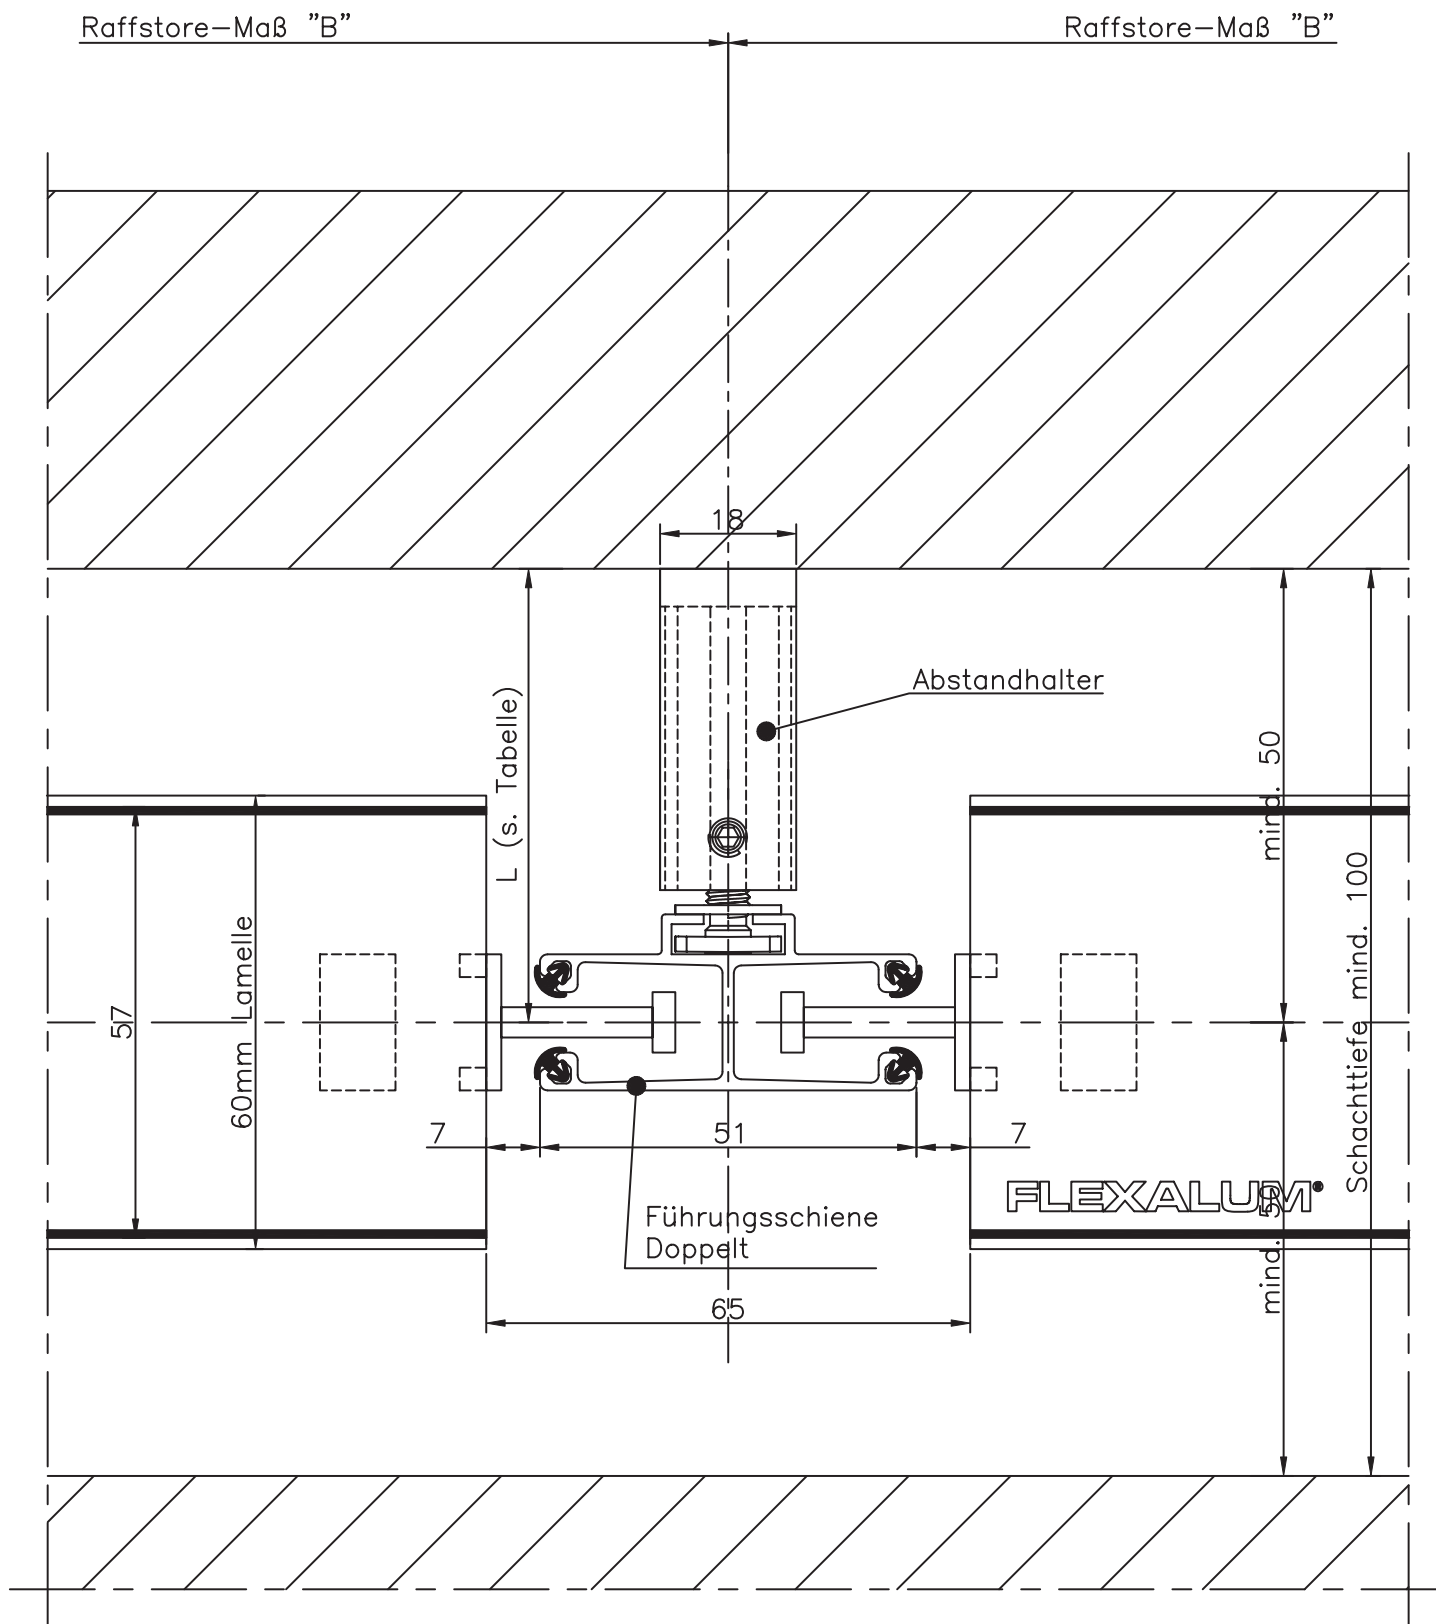 Raffstore-Maß "B"
Raffstore-Maß "B"
18
Abstandhalter
L (s. Tabelle)
mind. 50
Schachttiefe mind. 100
60mm Lamelle
57
7
51
7
FLEXALUM®
mind. 50
Führungsschiene
Doppelt
65